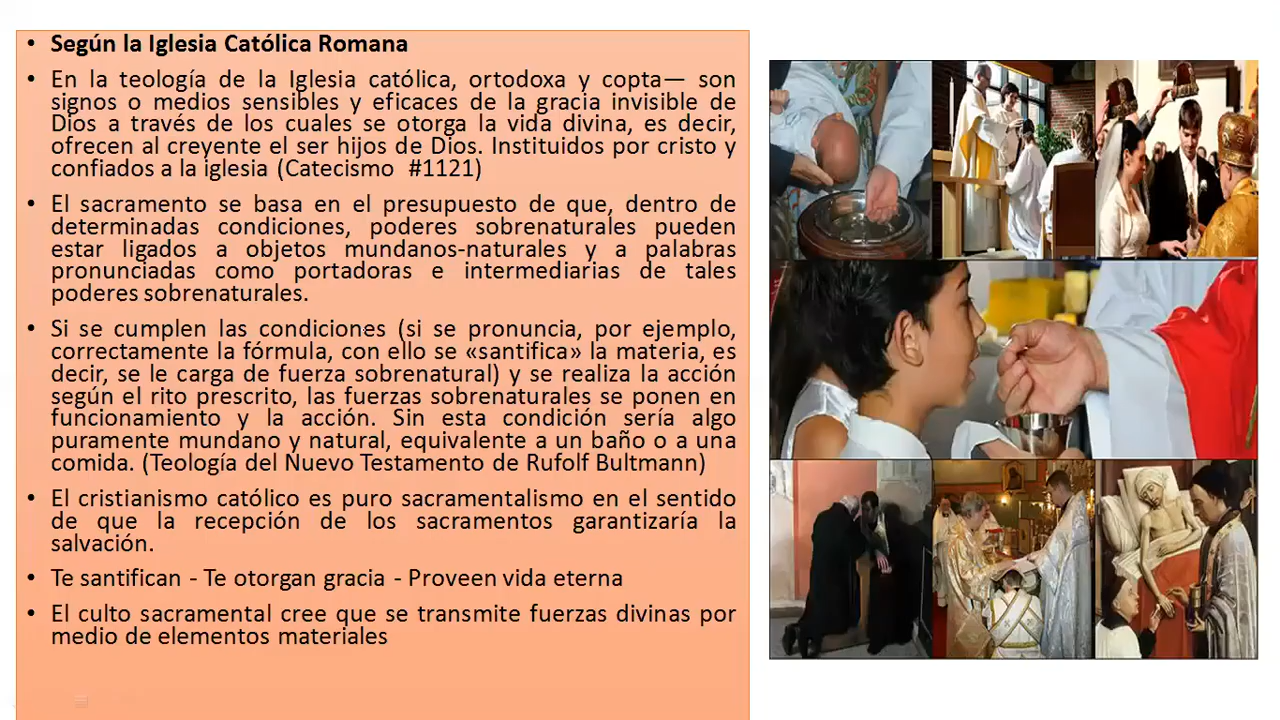 • Según la Iglesia Católica Romana
• En la teología de la Iglesia católica, ortodoxa y copta— son
signos o medios sensibles y eficaces de la gracia invisible de
Dios a través de los cuales se otorga la vida divina, es decir,
ofrecen al creyente el ser hijos de Dios. Instituidos por cristo y
confiados a la iglesia (Catecismo #1121)
• El sacramento se basa en el presupuesto de que, dentro de
determinadas condiciones, poderes sobrenaturales pueden
estar ligados a objetos mundanos-naturales y a palabras
pronunciadas como portadoras e intermediarias de tales
poderes sobrenaturales.
• Si se cumplen las condiciones (si se pronuncia, por ejemplo,
correctamente la fórmula, con ello se «santifica» la materia, es
decir, se le carga de fuerza sobrenatural) y se realiza la acción
según el rito prescrito, las fuerzas sobrenaturales se ponen en
funcionamiento y la acción. Sin esta condición sería algo
puramente mundano y natural, equivalente a un baño o a una
comida. (Teología del Nuevo Testamento de Rufolf Bultmann)
• El cristianismo católico es puro sacramentalismo en el sentido
de que la recepción de los sacramentos garantizaría la
salvación.
• Te santifican - Te otorgan gracia - Proveen vida eterna
• El culto sacramental cree que se transmite fuerzas divinas por
medio de elementos materiales